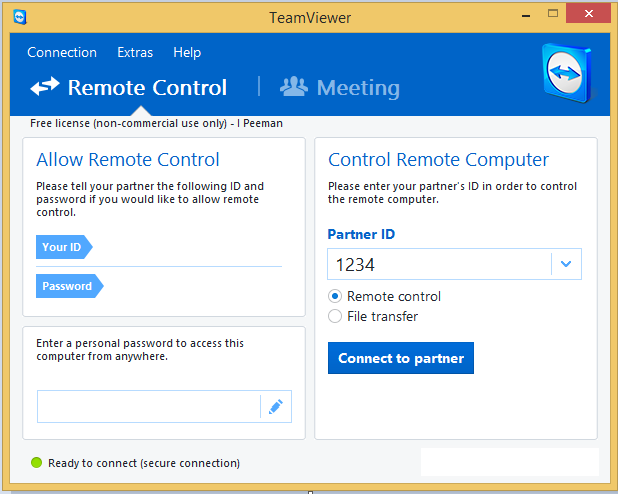 TeamViewer
Connection Extras Help
Remote Control | Meeting
Free license (non-commercial use only) - I Peeman
Allow Remote Control
Please tell your partner the following ID and
password if you would like to allow remote
control.
Your ID
Password
Enter a personal password to access this
computer from anywhere.
Control Remote Computer
Please enter your partner's ID in order to control
the remote computer.
Partner ID
1234
Remote control
File transfer
Connect to partner
Ready to connect (secure connection)